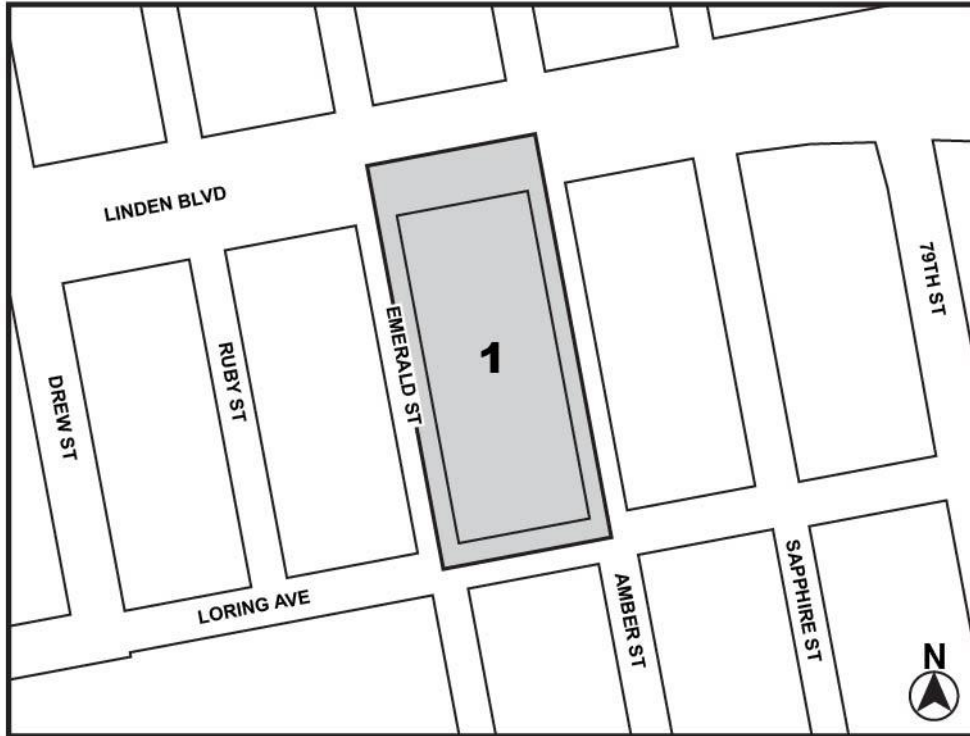 LINDEN BLVD
79TH ST
EMERALD ST
RUBY ST
1
DREW ST
LORING AVE
AMBER ST
SAPPHIRE ST
N